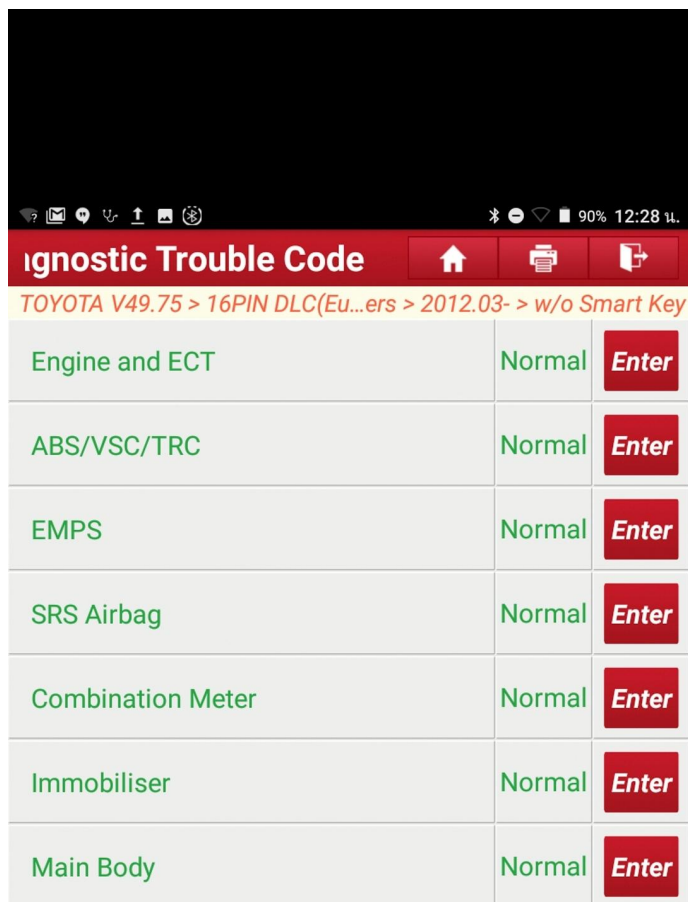 90% 12:28 น.
agnostic Trouble Code
TOYOTA V49.75 > 16PIN DLC(Eu...ers > 2012.03- > w/o Smart Key
Engine and ECT Normal Enter
ABS/VSC/TRC Normal Enter
EMPS Normal Enter
SRS Airbag Normal Enter
Combination Meter Normal Enter
Immobiliser Normal Enter
Main Body Normal Enter